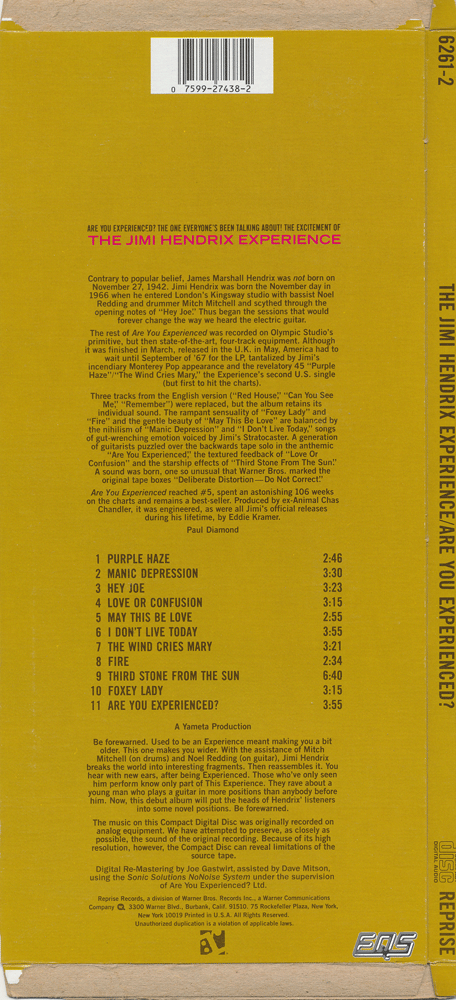 0 7599-27438-2
6261-2
ARE YOU EXPERIENCED? THE ONE EVERYONE'S BEEN TALKING ABOUT! THE EXCITEMENT OF
THE JIMI HENDRIX EXPERIENCE
Contrary to popular belief, James Marshall Hendrix was not born on
November 27, 1942. Jimi Hendrix was born the November day in
1966 when he entered London's Kingsway studio with bassist Noel
Redding and drummer Mitch Mitchell and scythed through the
opening notes of "Hey Joe." Thus began the sessions that would
forever change the way we heard the electric guitar.
The rest of Are You Experienced was recorded on Olympic Studio's
primitive, but then state-of-the-art, four-track equipment. Although
it was finished in March, released in the U.K. in May, America had to
wait until September of '67 for the LP, tantalized by Jimi's
incendiary Monterey Pop appearance and the revelatory 45 "Purple
Haze"/"The Wind Cries Mary," the Experience's second U.S. single
(but first to hit the charts).
Three tracks from the English version ("Red House," "Can You See
Me," "Remember") were replaced, but the album retains its
individual sound. The rampant sensuality of "Foxey Lady" and
"Fire" and the gentle beauty of "May This Be Love" are balanced by
the nihilism of "Manic Depression" and "I Don't Live Today," songs
of gut-wrenching emotion voiced by Jimi's Stratocaster. A generation
of guitarists puzzled over the backwards tape solo in the anthemic
"Are You Experienced," the textured feedback of "Love Or
Confusion" and the starship effects of "Third Stone From The Sun."
A sound was born, one so unusual that Warner Bros. marked the
original tape boxes "Deliberate Distortion—Do Not Correct."
Are You Experienced reached #5, spent an astonishing 106 weeks
on the charts and remains a best-seller. Produced by ex-Animal Chas
Chandler, it was engineered, as were all Jimi's official releases
during his lifetime, by Eddie Kramer.
Paul Diamond
1 PURPLE HAZE 2:46
2 MANIC DEPRESSION 3:30
3 HEY JOE 3:23
4 LOVE OR CONFUSION 3:15
5 MAY THIS BE LOVE 2:55
6 I DON'T LIVE TODAY 3:55
7 THE WIND CRIES MARY 3:21
8 FIRE 2:34
9 THIRD STONE FROM THE SUN 6:40
10 FOXEY LADY 3:15
11 ARE YOU EXPERIENCED? 3:55
A Yameta Production
Be forewarned. Used to be an Experience meant making you a bit
older. This one makes you wider. With the assistance of Mitch
Mitchell (on drums) and Noel Redding (on guitar), Jimi Hendrix
breaks the world into interesting fragments. Then reassembles it. You
hear with new ears, after being Experienced. Those who've only seen
him perform know only part of This Experience. They rave about a
young man who plays a guitar in more positions than anybody before
him. Now, this debut album will put the heads of Hendrix' listeners
into some novel positions. Be forewarned.
The music on this Compact Digital Disc was originally recorded on
analog equipment. We have attempted to preserve, as closely as
possible, the sound of the original recording. Because of its high
resolution, however, the Compact Disc can reveal limitations of the
source tape.
Digital Re-Mastering by Joe Gastwirt, assisted by Dave Mitson,
using the Sonic Solutions NoNoise System under the supervision
of Are You Experienced? Ltd.
Reprise Records, a division of Warner Bros. Records Inc., a Warner Communications
Company, 3300 Warner Blvd., Burbank, Calif. 91510. 75 Rockefeller Plaza, New York,
New York 10019 Printed in U.S.A. All Rights Reserved.
Unauthorized duplication is a violation of applicable laws.
THE JIMI HENDRIX EXPERIENCE/ARE YOU EXPERIENCED?
disc
DIGITAL AUDIO
REPRISE